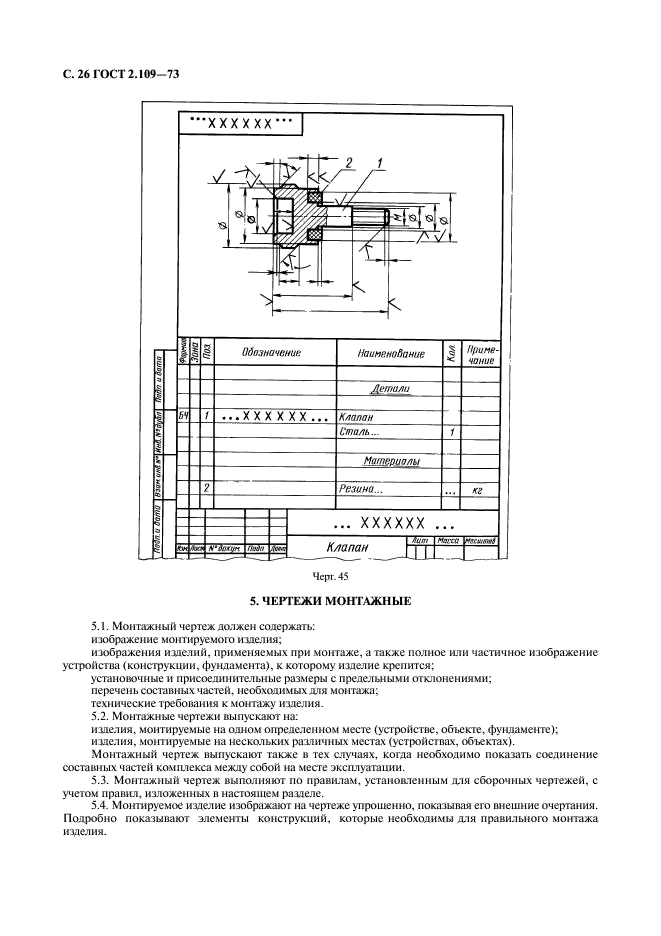 С. 26 ГОСТ 2.109—73
...XXXXXX...
2 1
Ø Ø Ø М Ø Ø Ø
Формат Зона Поз. Обозначение Наименование Кол. Приме-
чание
Детали
БЧ 1 ...XXXXXX... Клапан
Сталь... 1
Материалы
2 Резина... ... кг
Подп. и дата
Инв. № дубл.
Взам. инв. №
Подп. и дата
... XXXXXX ...
Изм. Лист № докум. Подп. Дата
Клапан
Лит. Масса Масштаб
Черт. 45
5. ЧЕРТЕЖИ МОНТАЖНЫЕ
5.1. Монтажный чертеж должен содержать:
изображение монтируемого изделия;
изображения изделий, применяемых при монтаже, а также полное или частичное изображение
устройства (конструкции, фундамента), к которому изделие крепится;
установочные и присоединительные размеры с предельными отклонениями;
перечень составных частей, необходимых для монтажа;
технические требования к монтажу изделия.
5.2. Монтажные чертежи выпускают на:
изделия, монтируемые на одном определенном месте (устройстве, объекте, фундаменте);
изделия, монтируемые на нескольких различных местах (устройствах, объектах).
Монтажный чертеж выпускают также в тех случаях, когда необходимо показать соединение
составных частей комплекса между собой на месте эксплуатации.
5.3. Монтажный чертеж выполняют по правилам, установленным для сборочных чертежей, с
учетом правил, изложенных в настоящем разделе.
5.4. Монтируемое изделие изображают на чертеже упрощенно, показывая его внешние очертания.
Подробно показывают элементы конструкций, которые необходимы для правильного монтажа
изделия.